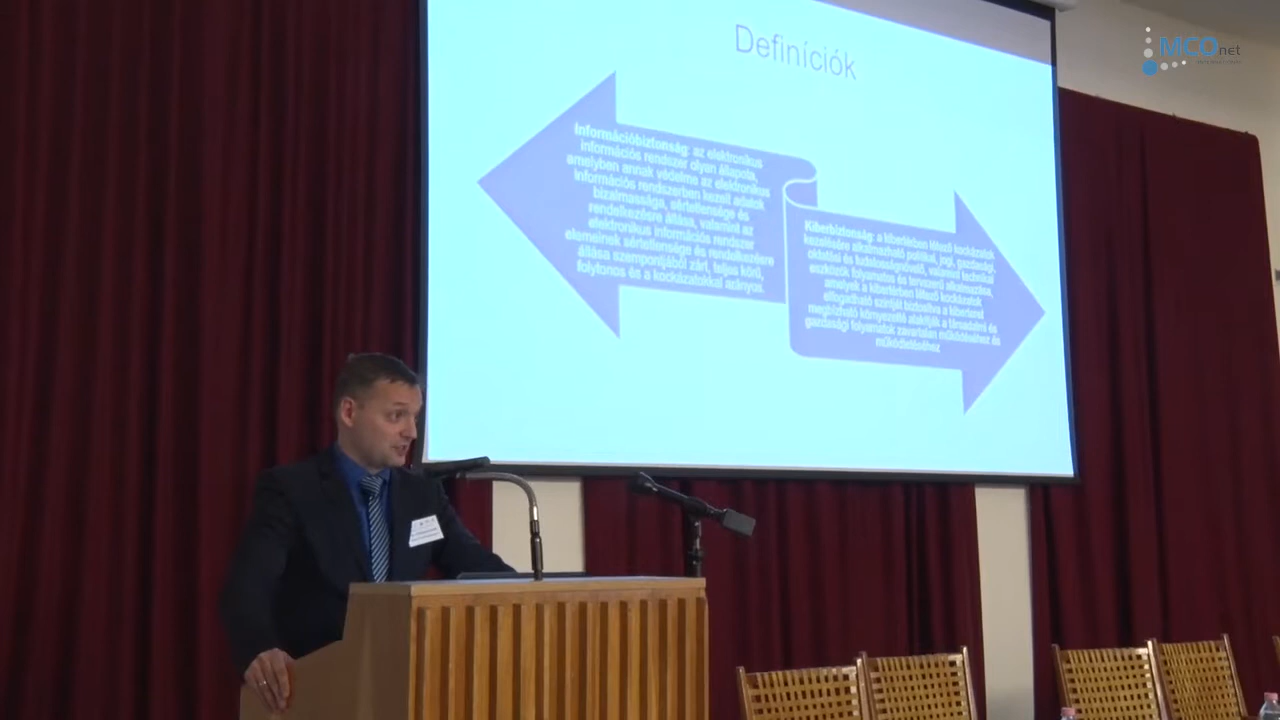 MCOnet
Definíciók
Információbiztonság: az elektronikus
információs rendszer olyan állapota,
amelyben annak védelme az elektronikus
információs rendszerben kezelt adatok
bizalmassága, sértetlensége és
rendelkezésre állása, valamint az
elektronikus információs rendszer
elemeinek sértetlensége és rendelkezésre
állása szempontjából zárt, teljes körű,
folytonos és a kockázatokkal arányos.
Kiberbiztonság: a kibertérben létező kockázatok
kezelésére alkalmazható politikai, jogi, gazdasági,
oktatási és tudatosságnövelő, valamint technikai
eszközök folyamatos és tervszerű alkalmazása,
amelyek a kibertérben létező kockázatok
elfogadható szintjét biztosítva a kiberteret
megbízható környezetté alakítják a társadalmi és
gazdasági folyamatok zavartalan működéséhez és
működtetéséhez